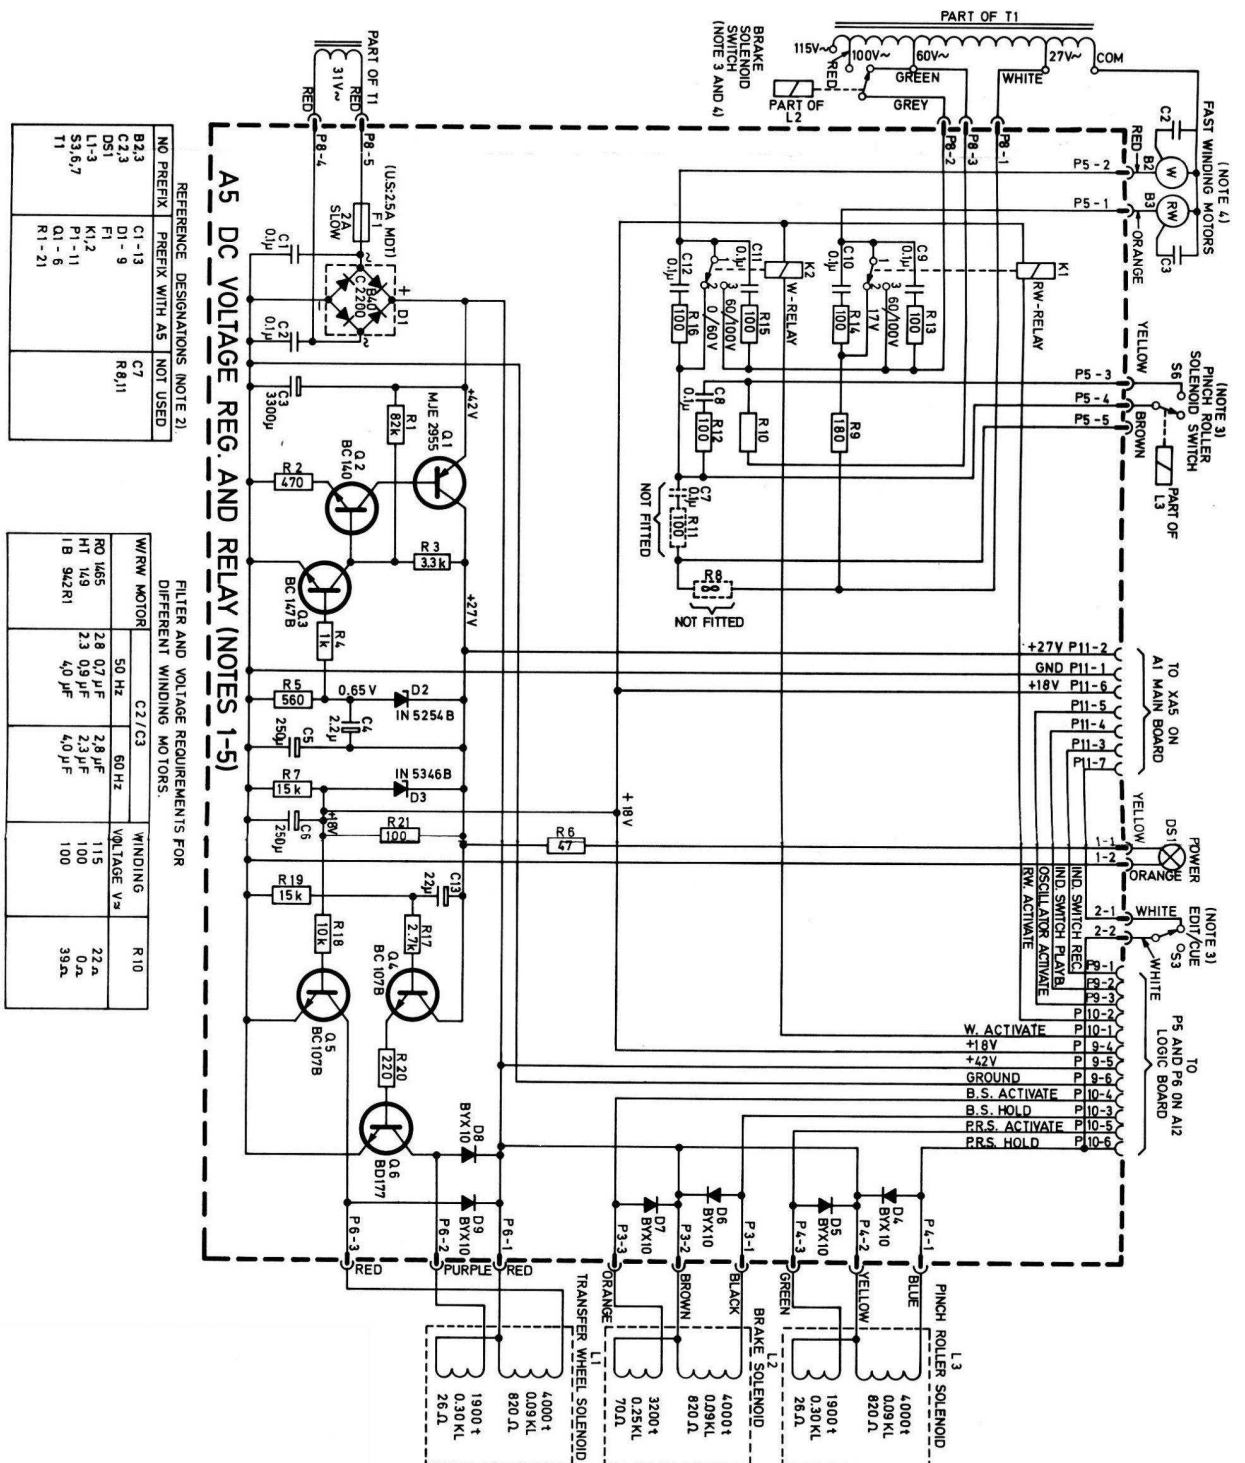 PART OF T1
115V~
100V~
60V~
27V~
COM
RED
GREEN
WHITE
GREY
BRAKE
SOLENOID
SWITCH
(NOTE 3 AND 4)
PART OF
L2
PART OF T1
311V~
RED
RED
P8-4
P8-5
P8-2
P8-3
P8-1
FAST WINDING MOTORS
(NOTE 4)
C2
B2
W
RED
B3
RW
ORANGE
C3
P5-2
P5-1
(U.S:2.5A MDT)
F1
2A
SLOW
C1
0.1µ
B40
C 2200
D1
C2
0.1µ
K2
W-RELAY
K1
RW-RELAY
C11
0.1µ
C12
0.1µ
R15
100
R16
100
1
2
3
60/100V
0/60V
C9
0.1µ
C10
0.1µ
R13
100
R14
100
1
2
3
60/100V
17V
YELLOW
(NOTE 3)
PINCH ROLLER
SOLENOID SWITCH
S6
P5-3
P5-4
P5-5
BROWN
PART OF
L3
C8
0.1µ
R12
100
R10
R9
180
C7
0.1µ
R11
100
NOT FITTED
R8
∞
NOT FITTED
A5 DC VOLTAGE REG. AND RELAY (NOTES 1-5)
C3
3300µ
R1
82k
+42V
MJE 2955
Q1
Q2
BC140
R2
470
R3
3.3k
BC 147B
Q3
+27V
R4
1k
R5
560
0.65V
D2
IN 5254B
C4
2.2µ
C5
250µ
R7
15k
IN 5346B
D3
C6
250µ
+18V
R21
100
+18V
R6
47
R19
15k
C13
22µ
R18
10k
R17
2.7k
Q4
BC107B
Q5
BC107B
R20
220
Q6
BD177
D8
BYX10
D9
BYX10
+27V P11-2
GND P11-1
+18V P11-6
P11-5
P11-4
P11-3
P11-7
TO XA5 ON
A1 MAIN BOARD
YELLOW
DS1
POWER
1-1
1-2
ORANGE
(NOTE 3)
EDIT/CUE
S3
2-1 WHITE
2-2
WHITE
IND. SWITCH REC.
IND. SWITCH PLAYB.
OSCILLATOR ACTIVATE
RW. ACTIVATE
P9-1
P9-2
P9-3
P10-2
W. ACTIVATE P10-1
+18V P 9-4
+42V P 9-5
GROUND P 9-6
B.S. ACTIVATE P10-4
B.S. HOLD P10-3
P.R.S. ACTIVATE P10-5
P.R.S. HOLD P10-6
TO
P5 AND P6 ON A12
LOGIC BOARD
D7
BYX10
D6
BYX10
D5
BYX10
D4
BYX10
P6-3
P6-2
P6-1
P3-3
P3-2
P3-1
P4-3
P4-2
P4-1
RED
PURPLE
RED
ORANGE
BROWN
BLACK
GREEN
YELLOW
BLUE
TRANSFER WHEEL SOLENOID
L1
4000t
0.09KL
820Ω
1900t
0.30KL
26Ω
BRAKE SOLENOID
L2
4000t
0.09KL
820Ω
3200t
0.25KL
70Ω
PINCH ROLLER SOLENOID
L3
4000t
0.09KL
820Ω
1900t
0.30KL
26Ω
REFERENCE DESIGNATIONS (NOTE 2)
NO PREFIX PREFIX WITH A5 NOT USED
B2,3 C1-13 C7
C2,3 D1-9 R8,11
DS1 F1
L1-3 K1,2
S3,6,7 P1-11
T1 Q1-6
R1-21
FILTER AND VOLTAGE REQUIREMENTS FOR
DIFFERENT WINDING MOTORS.
W/RW MOTOR C2/C3 WINDING VOLTAGE V≈ R10
50 Hz 60 Hz
RO 1465 2.8 0,7µF 2,8µF 115 22Ω
HT 149 2.3 0,9µF 2,3µF 100 0Ω
IB 942R1 4,0µF 4,0µF 100 39Ω